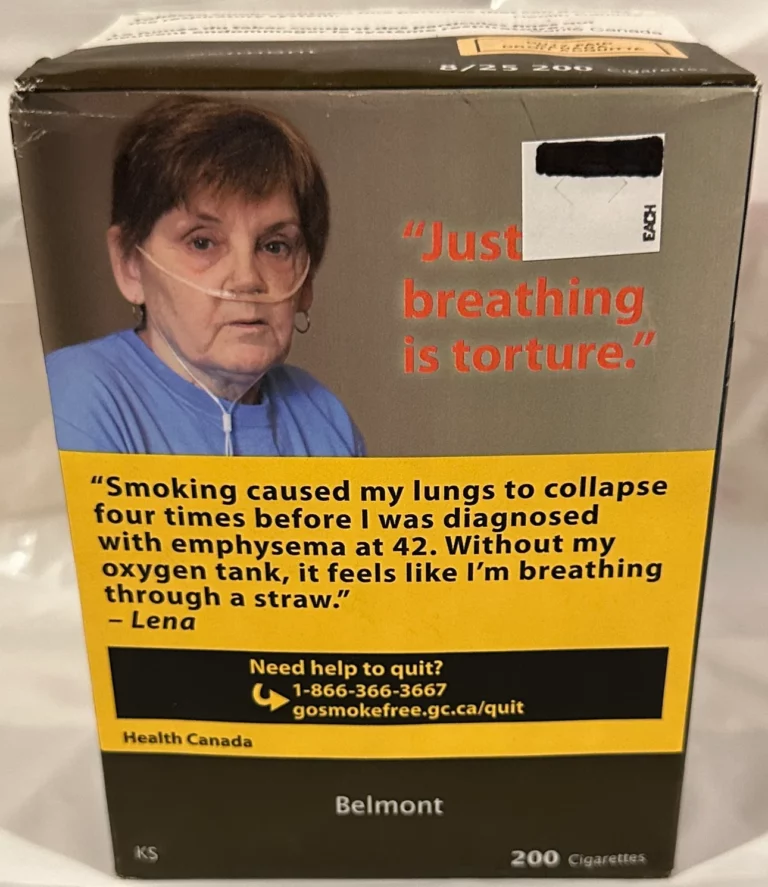 8/25 200 Cigarettes
"Just
EACH
breathing
is torture."
"Smoking caused my lungs to collapse
four times before I was diagnosed
with emphysema at 42. Without my
oxygen tank, it feels like I'm breathing
through a straw."
– Lena
Need help to quit?
1-866-366-3667
gosmokefree.gc.ca/quit
Health Canada
Belmont
KS
200 Cigarettes